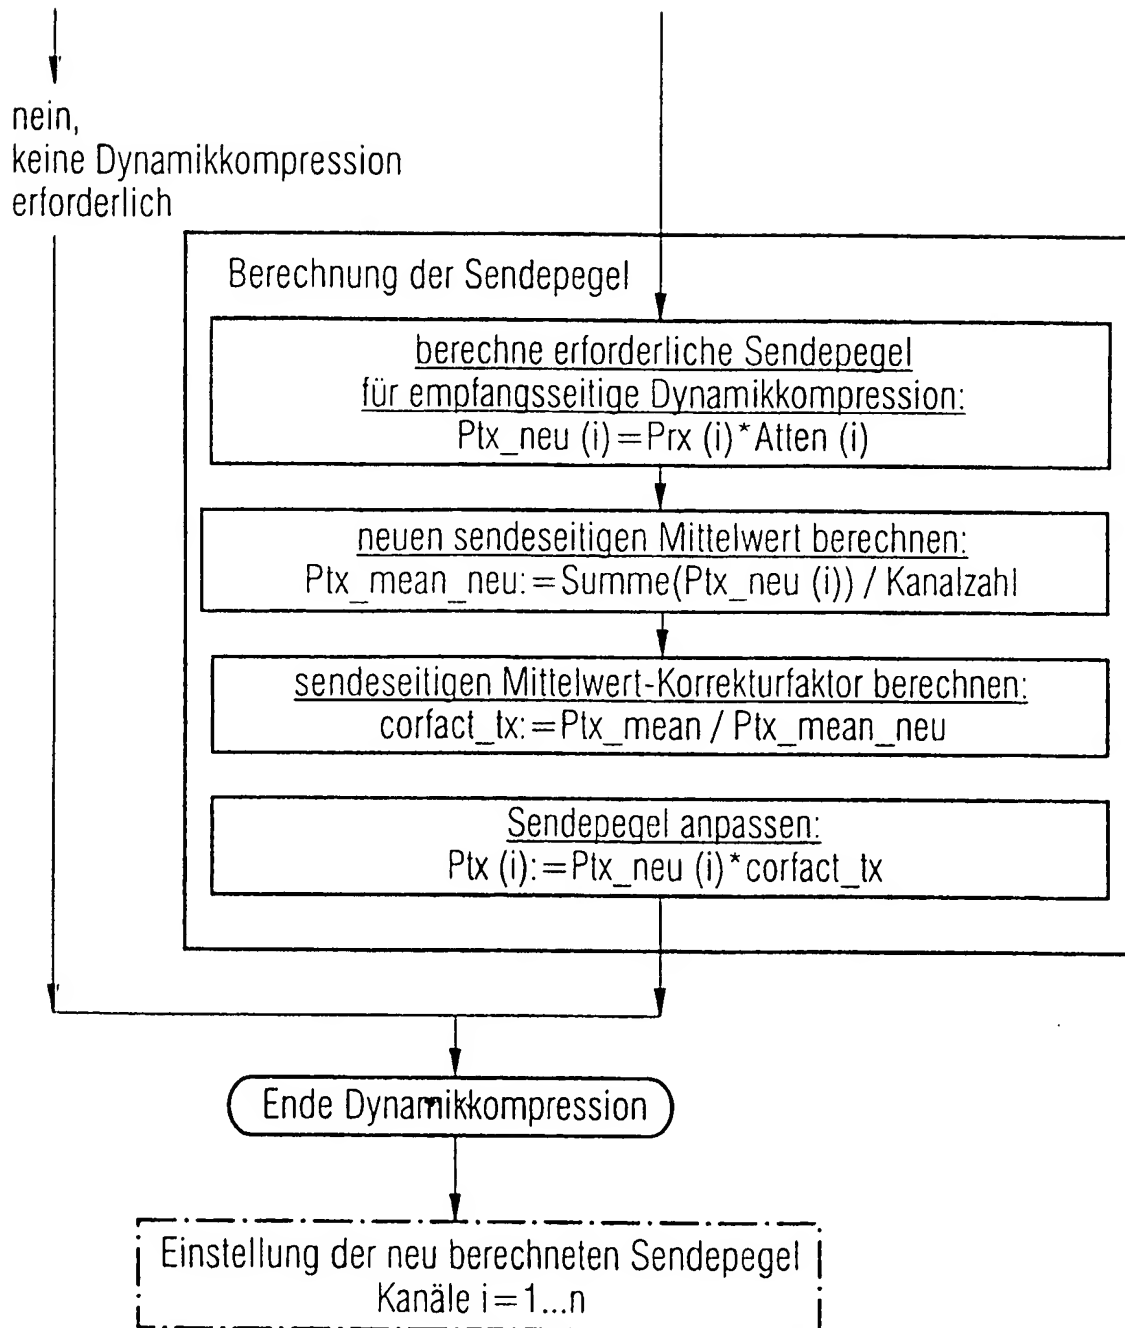 nein,
keine Dynamikkompression
erforderlich
Berechnung der Sendepegel
berechne erforderliche Sendepegel
für empfangsseitige Dynamikkompression:
Ptx_neu (i)=Prx (i)*Atten (i)
neuen sendeseitigen Mittelwert berechnen:
Ptx_mean_neu:=Summe(Ptx_neu (i)) / Kanalzahl
sendeseitigen Mittelwert-Korrekturfaktor berechnen:
corfact_tx:=Ptx_mean / Ptx_mean_neu
Sendepegel anpassen:
Ptx (i):=Ptx_neu (i)*corfact_tx
Ende Dynamikkompression
Einstellung der neu berechneten Sendepegel
Kanäle i=1...n